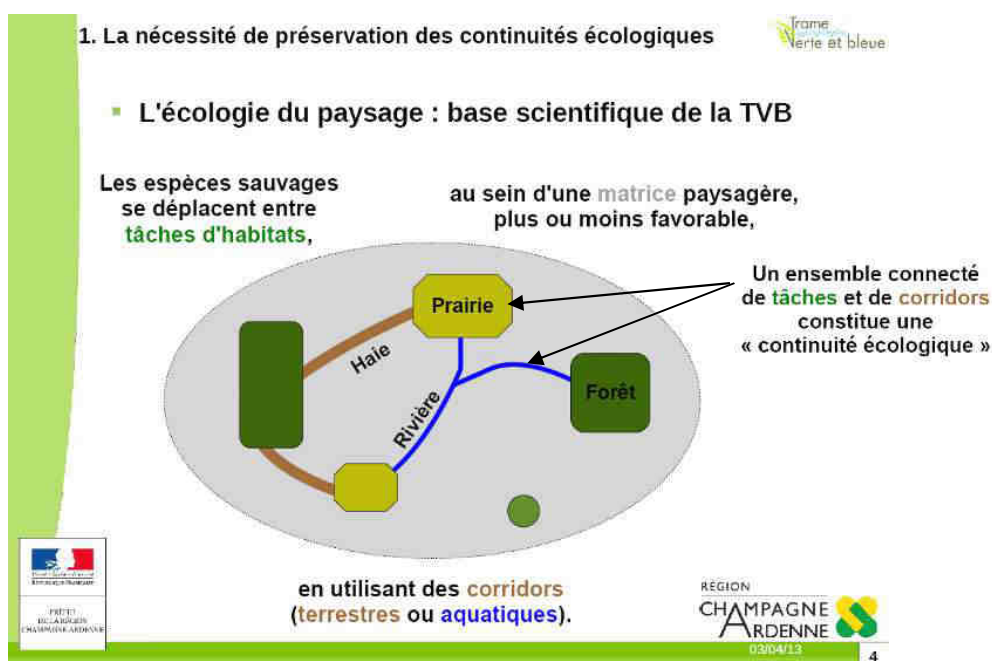 1. La nécessité de préservation des continuités écologiques
Trame
Verte et bleue
L'écologie du paysage : base scientifique de la TVB
Les espèces sauvages
se déplacent entre
tâches d'habitats,
au sein d'une matrice paysagère,
plus ou moins favorable,
Un ensemble connecté
de tâches et de corridors
constitue une
« continuité écologique »
Prairie
Haie
Rivière
Forêt
en utilisant des corridors
(terrestres ou aquatiques).
PRÉFET
DE LA RÉGION
CHAMPAGNE-ARDENNE
RÉGION
CHAMPAGNE
ARDENNE
03/04/13
4